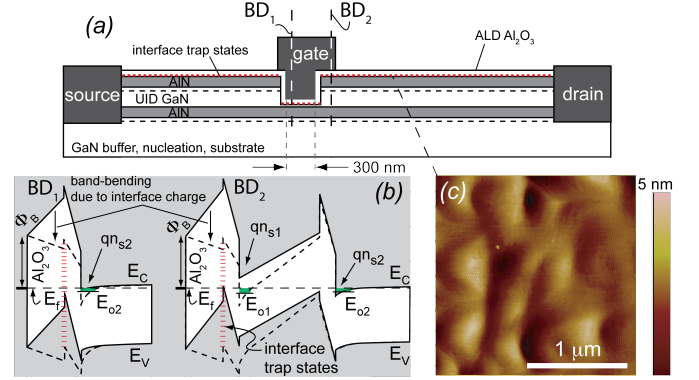 BD1 BD2
(a)
interface trap states
gate
ALD Al2O3
AlN
source
UID GaN
drain
AlN
GaN buffer, nucleation, substrate
300 nm
BD1
band-bending
due to interface charge
BD2
(b)
(c)
5 nm
ΦB
qns2
Al2O3
EC
Ef
Eo2
EV
ΦB
qns1
qns2
Al2O3
EC
Ef
Eo1
Eo2
interface
trap states
EV
1 μm